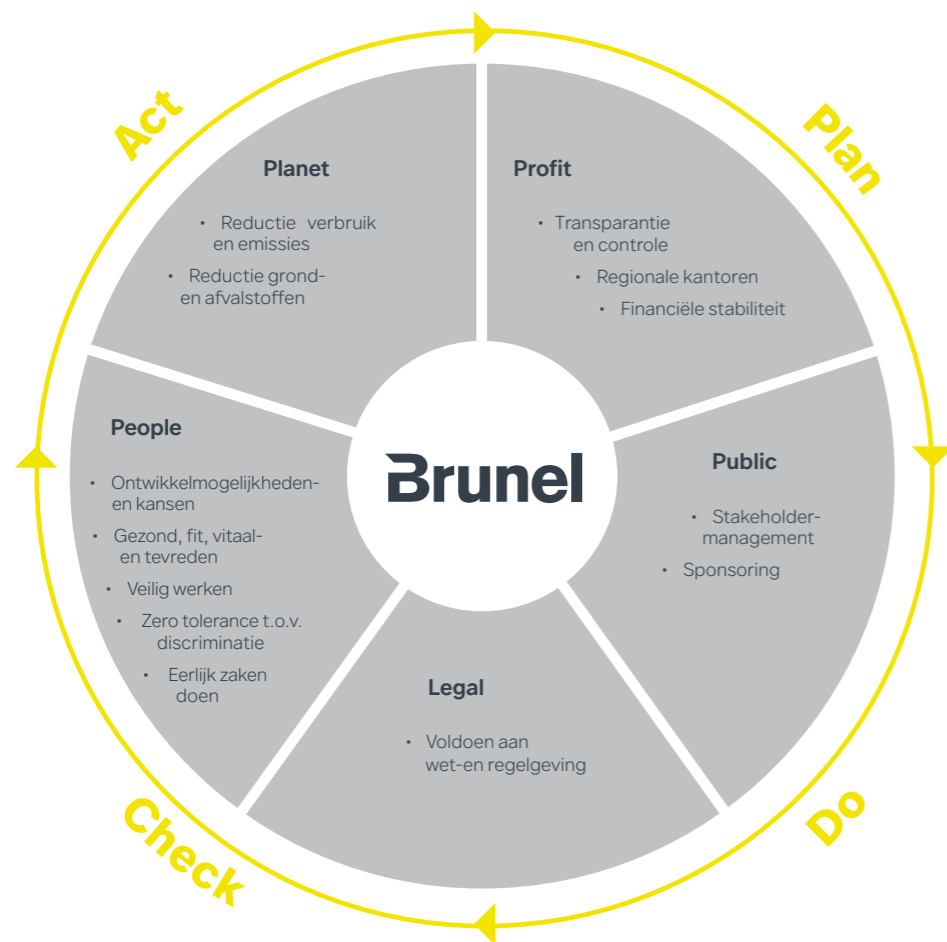 Act
Plan
Planet
Reductie verbruik
en emissies
Reductie grond-
en afvalstoffen
Profit
Transparantie
en controle
Regionale kantoren
Financiële stabiliteit
People
Ontwikkelmogelijkheden-
en kansen
Gezond, fit, vitaal-
en tevreden
Veilig werken
Zero tolerance t.o.v.
discriminatie
Eerlijk zaken
doen
Brunel
Public
Stakeholder-
management
Sponsoring
Legal
Voldoen aan
wet-en regelgeving
Check
Do